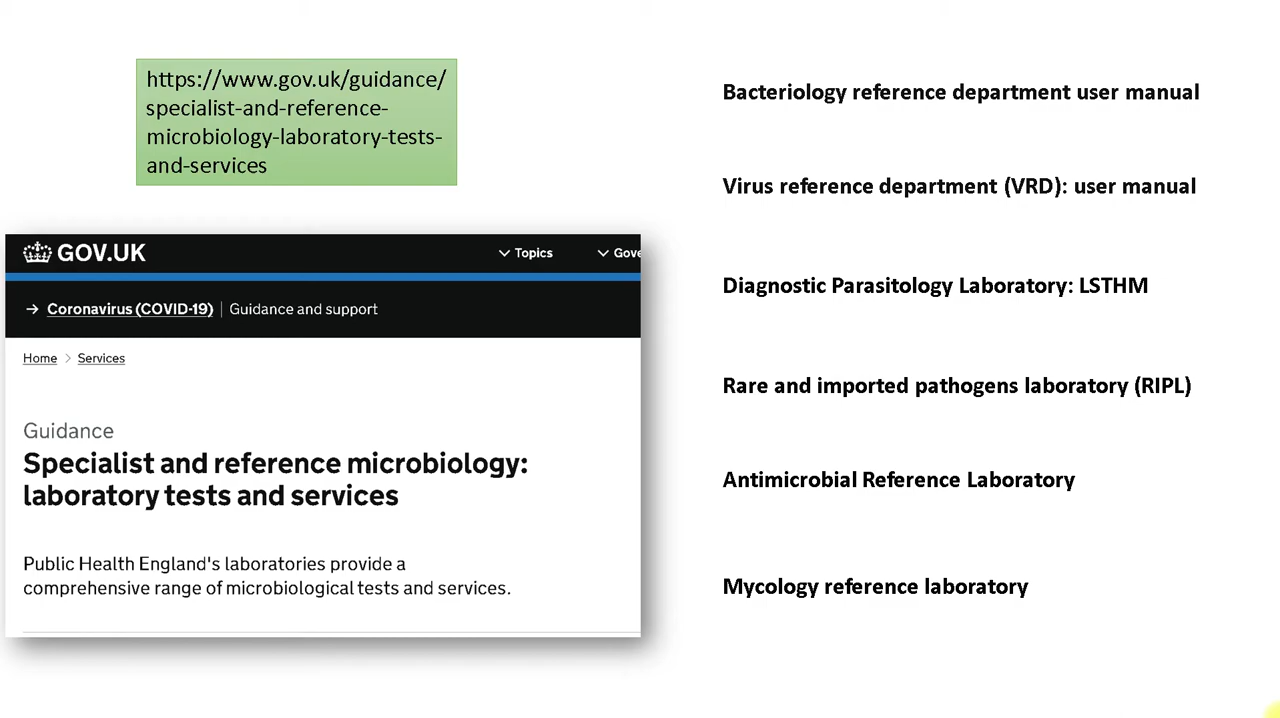 https://www.gov.uk/guidance/
specialist-and-reference-
microbiology-laboratory-tests-
and-services
GOV.UK
Topics
Gove
Coronavirus (COVID-19) Guidance and support
Home Services
Guidance
Specialist and reference microbiology:
laboratory tests and services
Public Health England's laboratories provide a
comprehensive range of microbiological tests and services.
Bacteriology reference department user manual
Virus reference department (VRD): user manual
Diagnostic Parasitology Laboratory: LSTHM
Rare and imported pathogens laboratory (RIPL)
Antimicrobial Reference Laboratory
Mycology reference laboratory